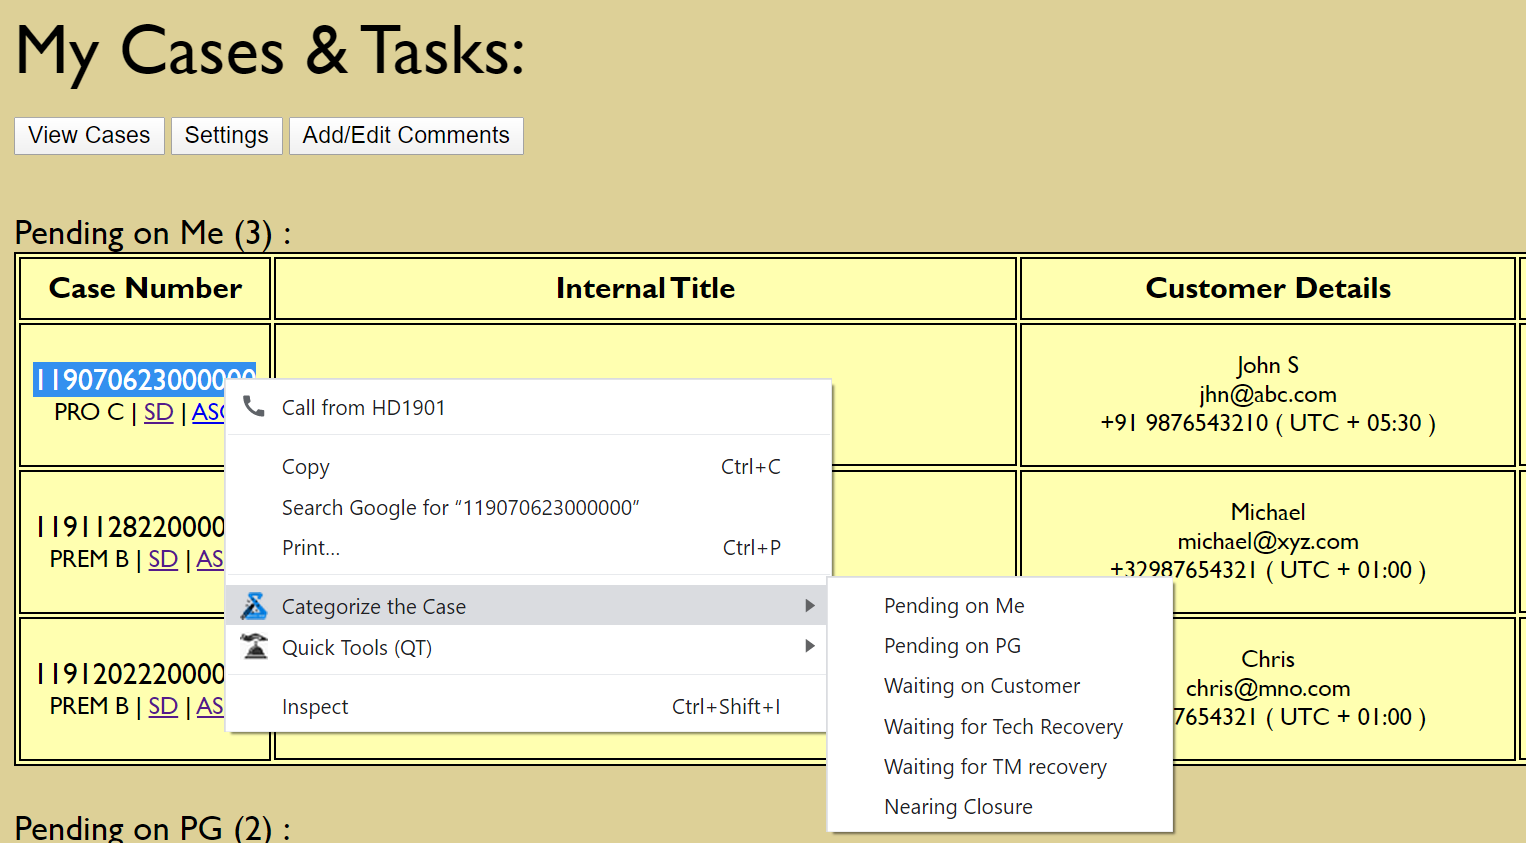 My Cases & Tasks:
View Cases Settings Add/Edit Comments
Pending on Me (3) :
Case Number Internal Title Customer Details
119070623000000
PRO C | SD |
John S
jhn@abc.com
+91 9876543210 ( UTC + 05:30 )
1191128220000
PREM B | SD |
Michael
michael@xyz.com
+32987654321 ( UTC + 01:00 )
1191202220000
PREM B | SD |
Chris
chris@mno.com
7654321 ( UTC + 01:00 )
Call from HD1901
Copy Ctrl+C
Search Google for “119070623000000”
Print... Ctrl+P
Categorize the Case
Quick Tools (QT)
Inspect Ctrl+Shift+I
Pending on Me
Pending on PG
Waiting on Customer
Waiting for Tech Recovery
Waiting for TM recovery
Nearing Closure
Pending on PG (2) :